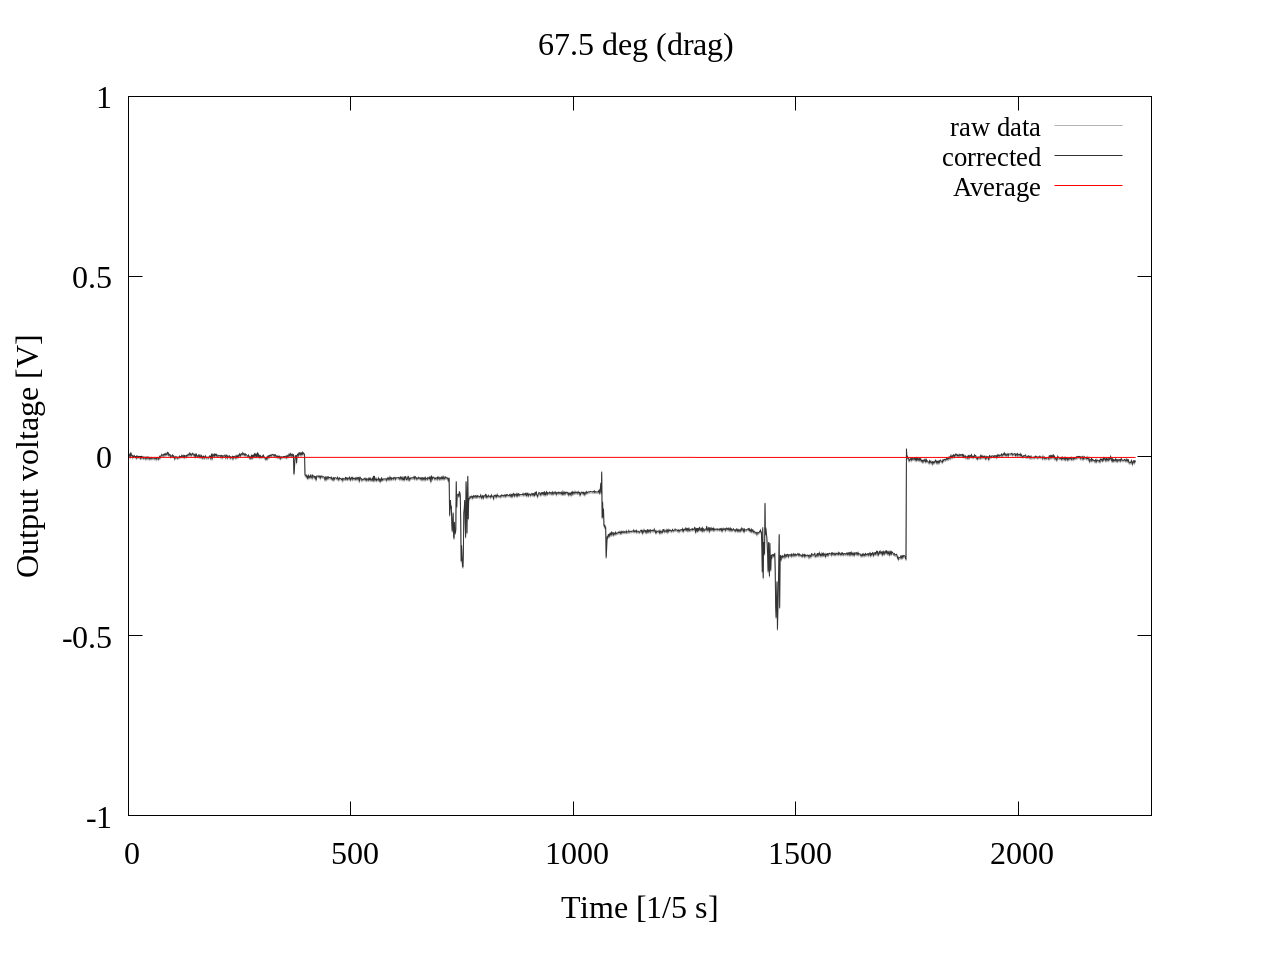 67.5 deg (drag)
raw data
corrected
Average
1
0.5
0
-0.5
-1
Output voltage [V]
0 500 1000 1500 2000
Time [1/5 s]